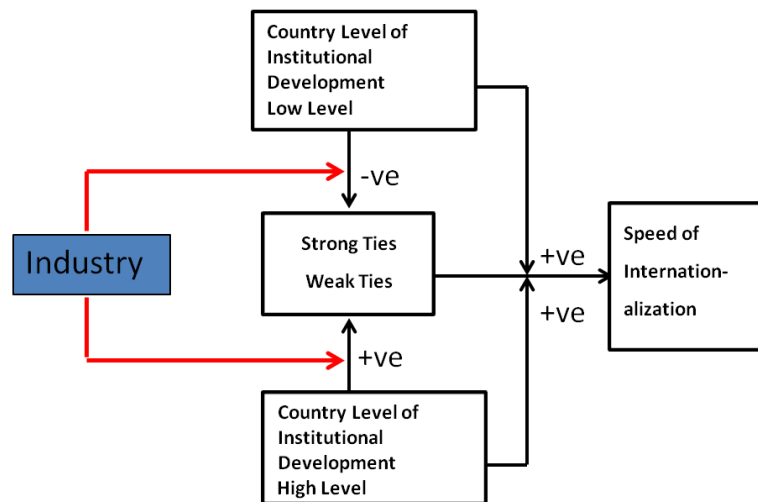 Country Level of
Institutional
Development
Low Level
-ve
Industry
Strong Ties
Weak Ties
+ve
+ve
Speed of
Internation-
alization
+ve
Country Level of
Institutional
Development
High Level